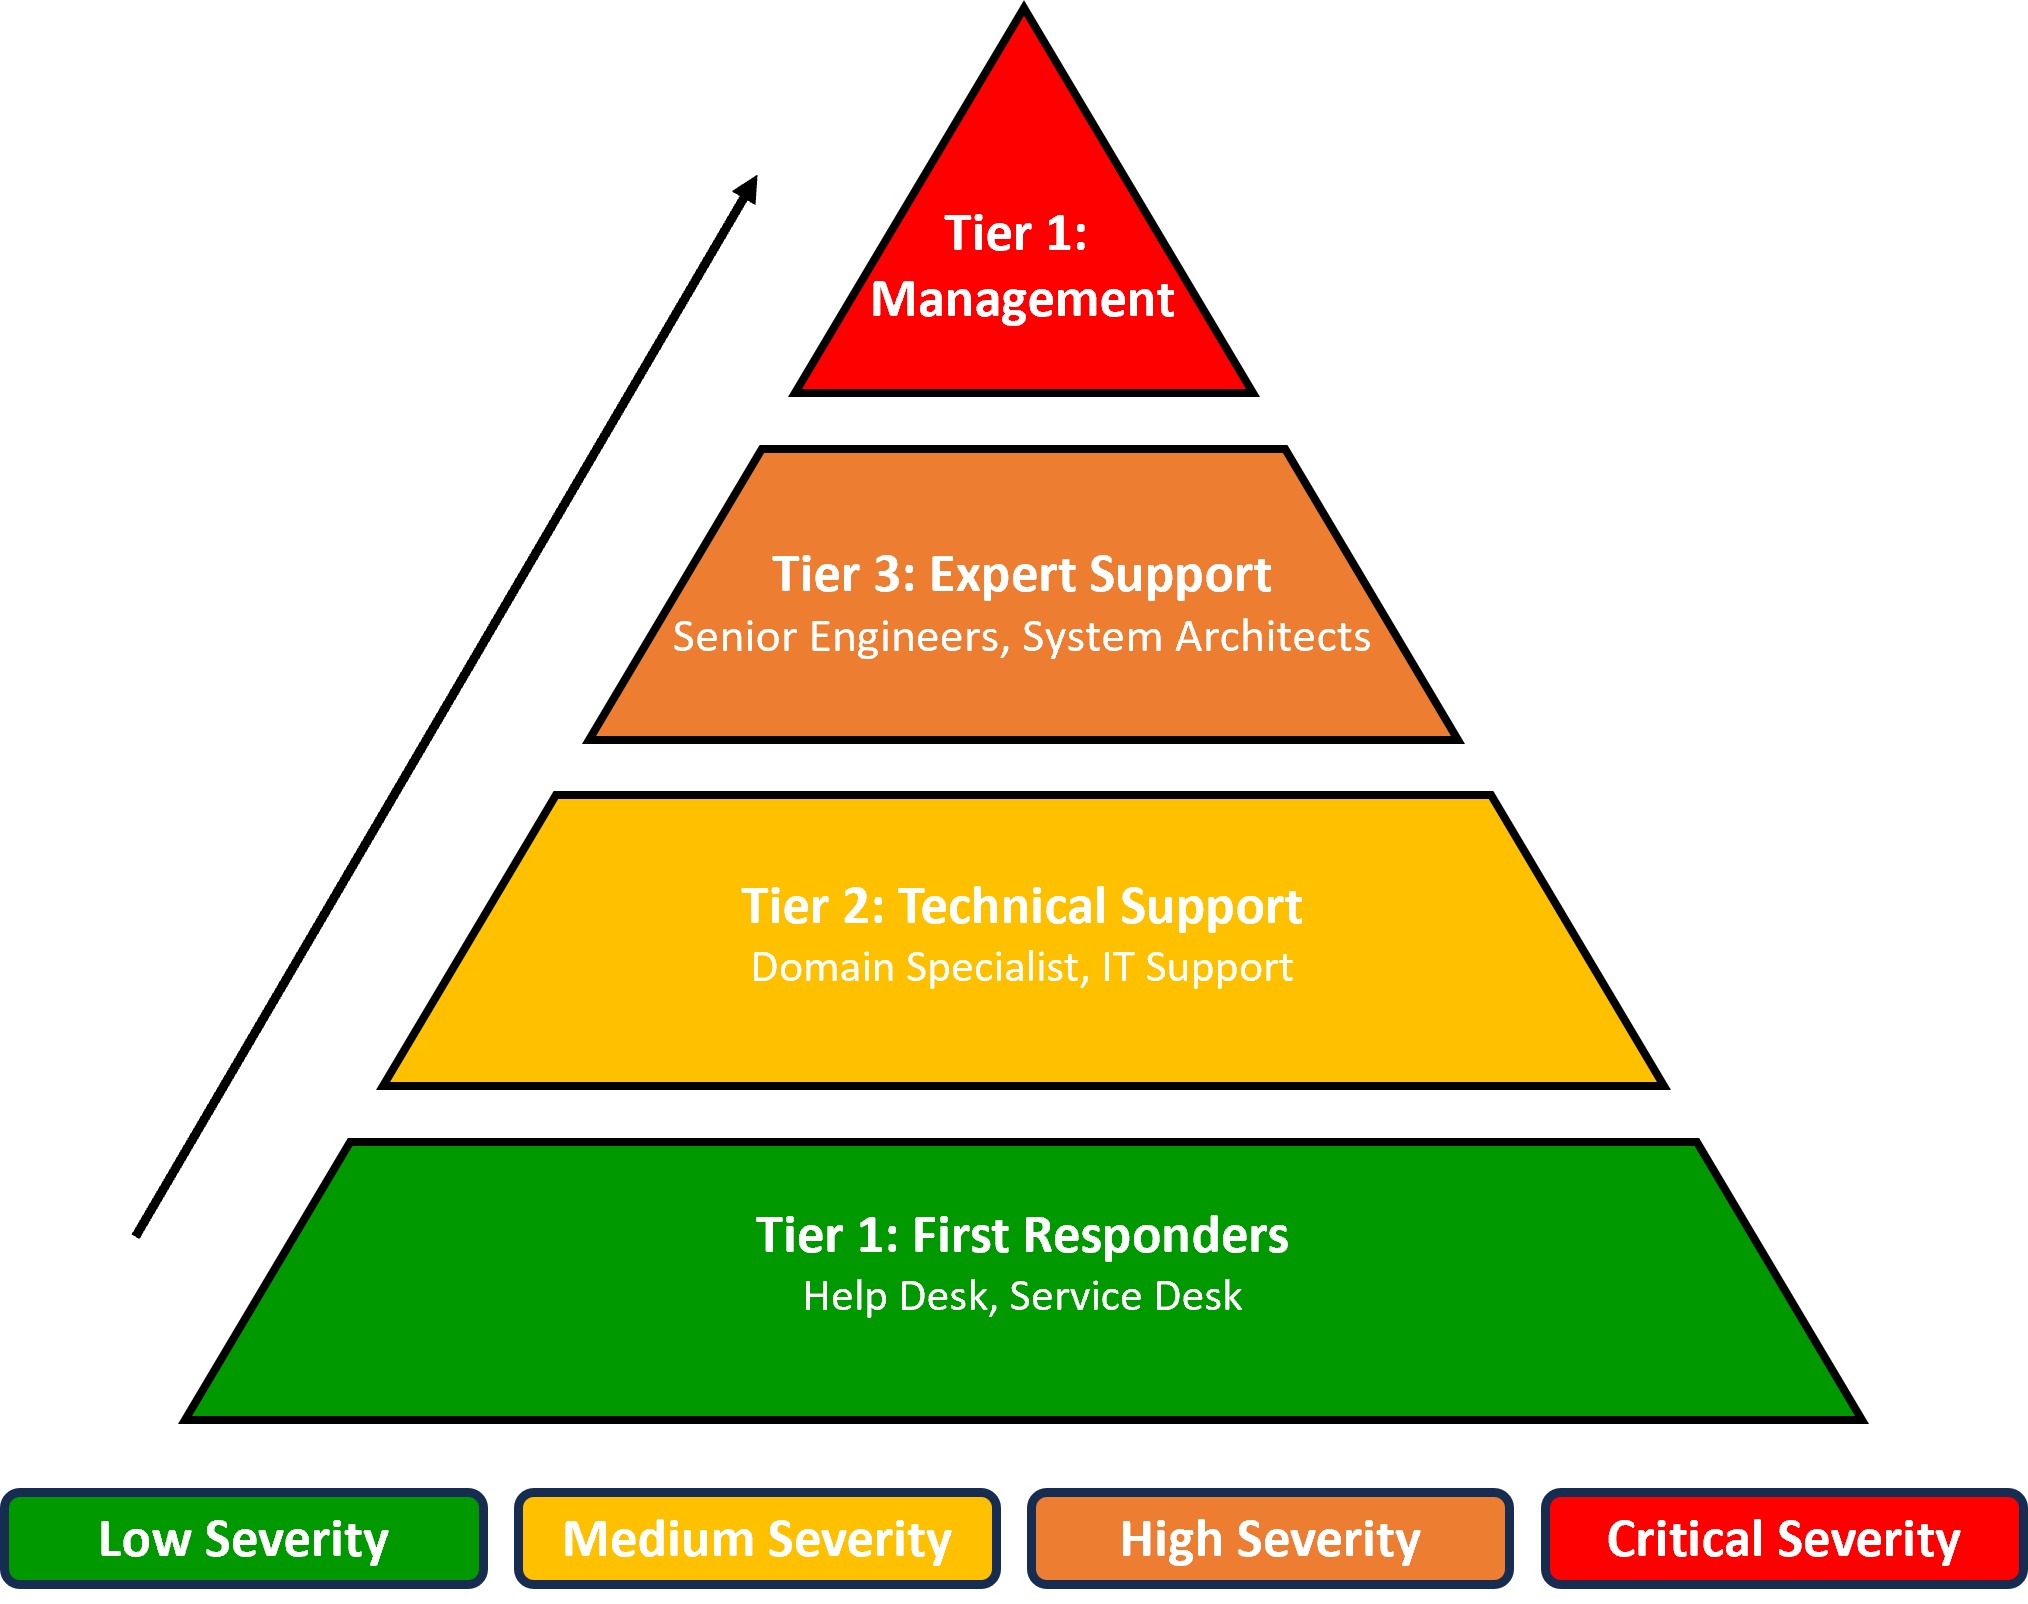 Tier 1:
Management
Tier 3: Expert Support
Senior Engineers, System Architects
Tier 2: Technical Support
Domain Specialist, IT Support
Tier 1: First Responders
Help Desk, Service Desk
Low Severity
Medium Severity
High Severity
Critical Severity